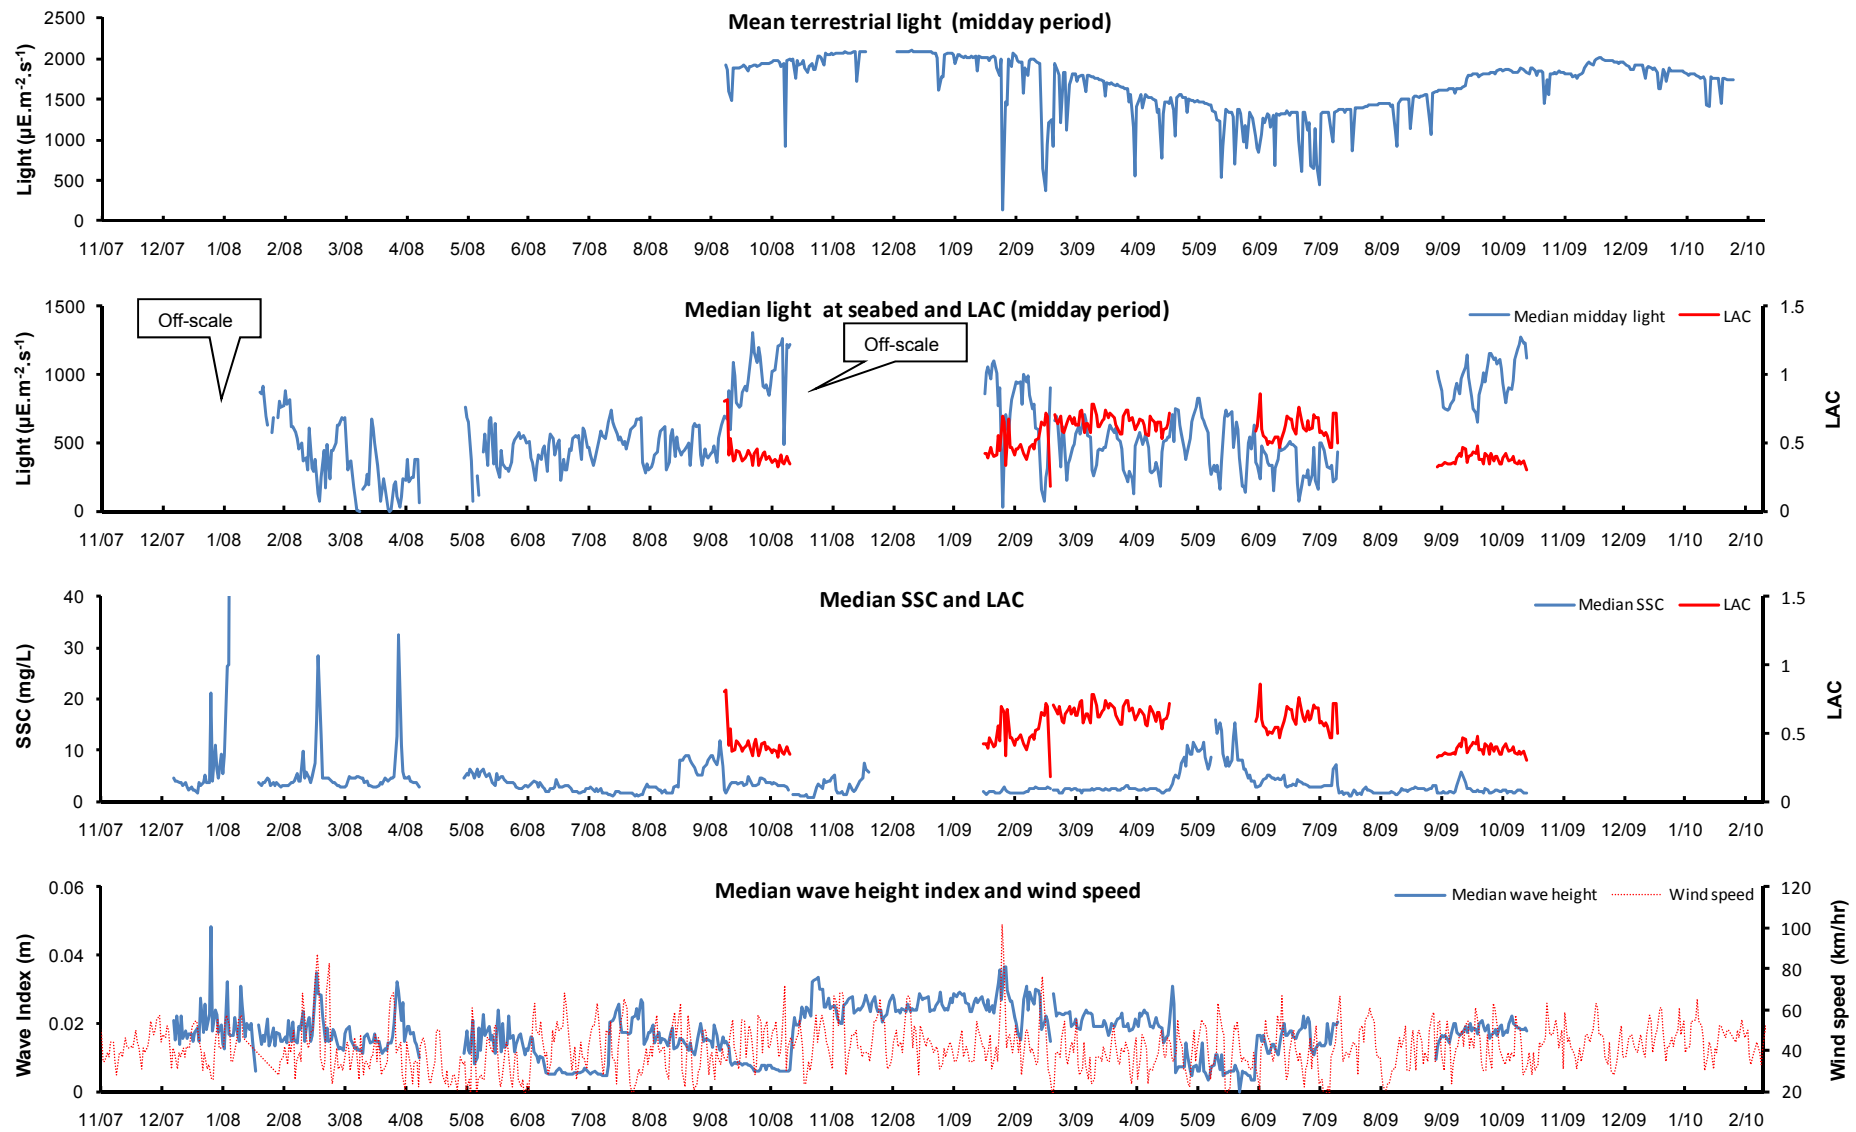 Mean terrestrial light (midday period)
Light (µE.m-2.s-1)
2500
2000
1500
1000
500
0
11/07 12/07 1/08 2/08 3/08 4/08 5/08 6/08 7/08 8/08 9/08 10/08 11/08 12/08 1/09 2/09 3/09 4/09 5/09 6/09 7/09 8/09 9/09 10/09 11/09 12/09 1/10 2/10
Median light at seabed and LAC (midday period)
Off-scale
Off-scale
Median midday light LAC
Light (µE.m-2.s-1)
1500
1000
500
0
LAC
1.5
1
0.5
0
11/07 12/07 1/08 2/08 3/08 4/08 5/08 6/08 7/08 8/08 9/08 10/08 11/08 12/08 1/09 2/09 3/09 4/09 5/09 6/09 7/09 8/09 9/09 10/09 11/09 12/09 1/10 2/10
Median SSC and LAC
Median SSC LAC
SSC (mg/L)
40
30
20
10
0
LAC
1.5
1
0.5
0
11/07 12/07 1/08 2/08 3/08 4/08 5/08 6/08 7/08 8/08 9/08 10/08 11/08 12/08 1/09 2/09 3/09 4/09 5/09 6/09 7/09 8/09 9/09 10/09 11/09 12/09 1/10 2/10
Median wave height index and wind speed
Median wave height Wind speed
Wave Index (m)
0.06
0.04
0.02
0
Wind speed (km/hr)
120
100
80
60
40
20
11/07 12/07 1/08 2/08 3/08 4/08 5/08 6/08 7/08 8/08 9/08 10/08 11/08 12/08 1/09 2/09 3/09 4/09 5/09 6/09 7/09 8/09 9/09 10/09 11/09 12/09 1/10 2/10